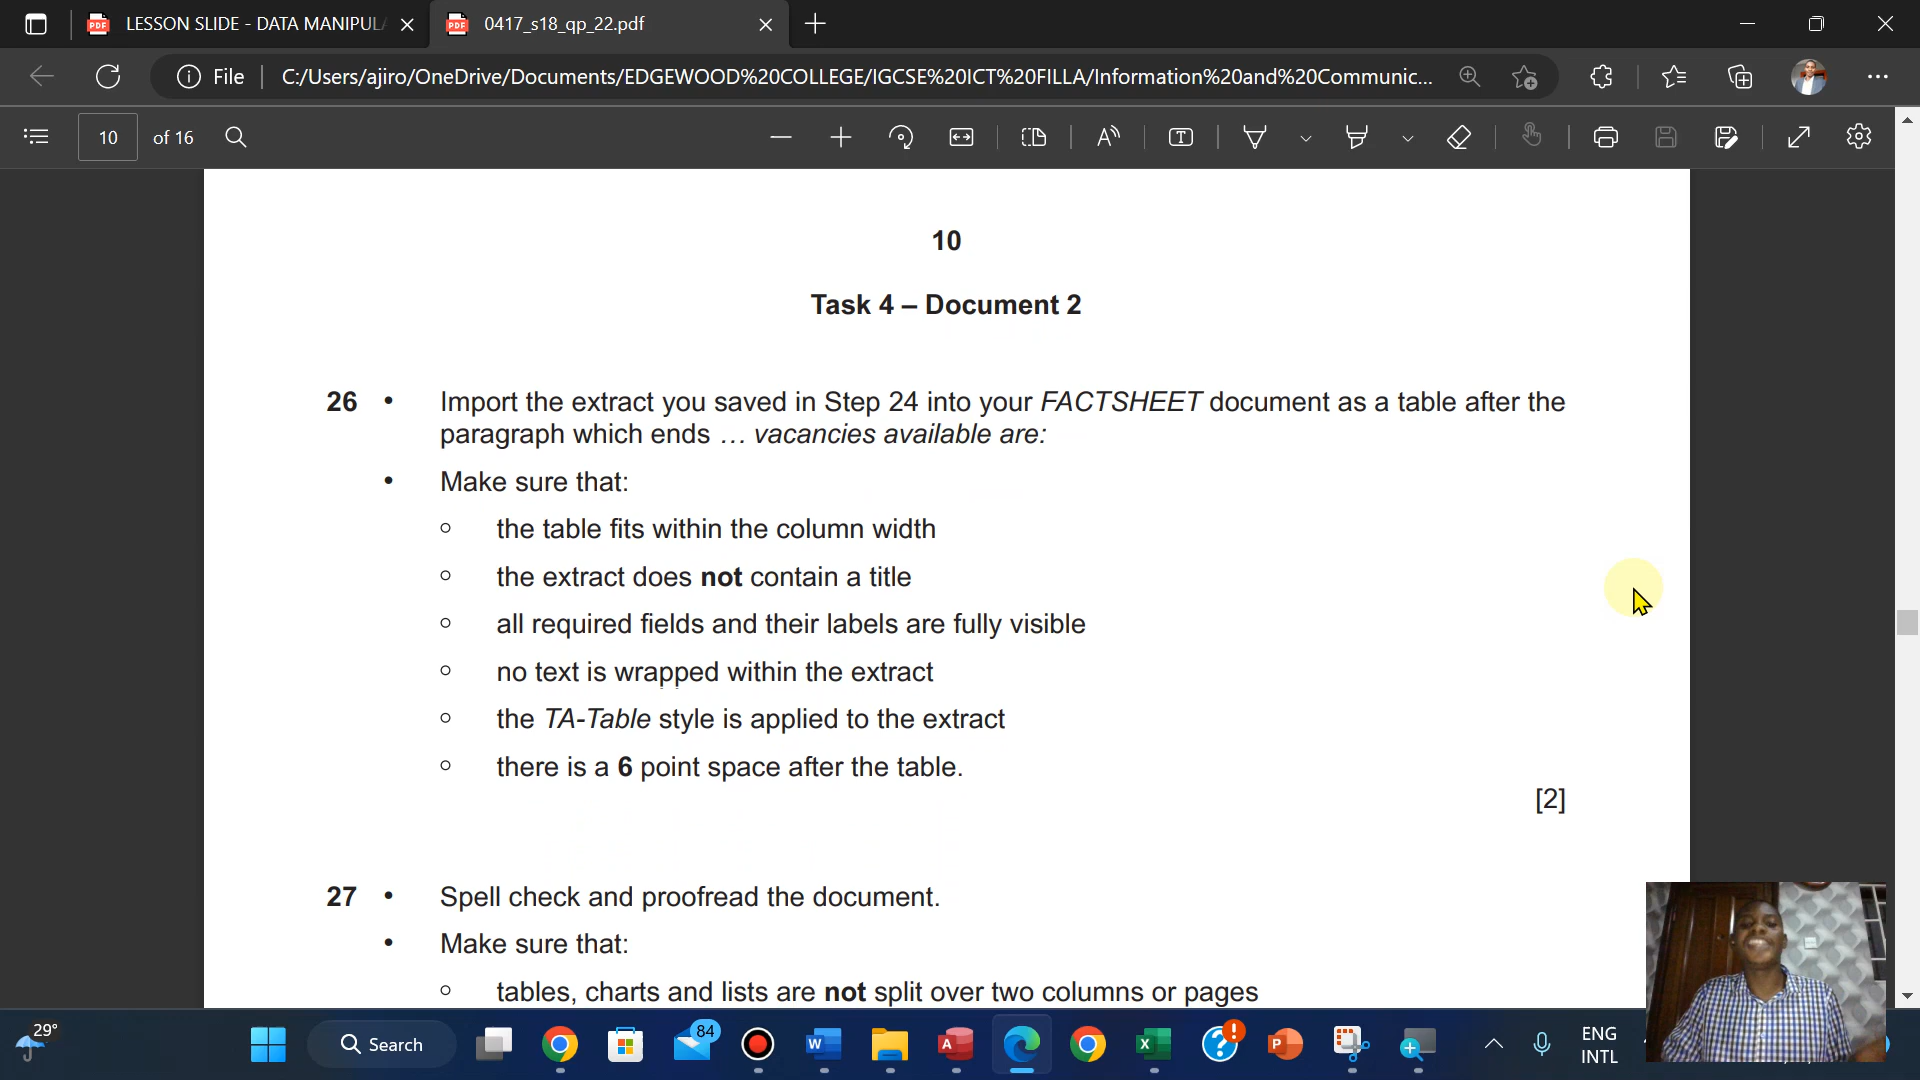 LESSON SLIDE - DATA MANIPUL
0417_s18_qp_22.pdf
File
C:/Users/ajiro/OneDrive/Documents/EDGEWOOD%20COLLEGE/IGCSE%20ICT%20FILLA/Information%20and%20Communic...
10 of 16
10
Task 4 – Document 2
26 • Import the extract you saved in Step 24 into your FACTSHEET document as a table after the
paragraph which ends … vacancies available are:
• Make sure that:
○ the table fits within the column width
○ the extract does not contain a title
○ all required fields and their labels are fully visible
○ no text is wrapped within the extract
○ the TA-Table style is applied to the extract
○ there is a 6 point space after the table.
[2]
27 • Spell check and proofread the document.
• Make sure that:
○ tables, charts and lists are not split over two columns or pages
29°
Search
84
ENG
INTL